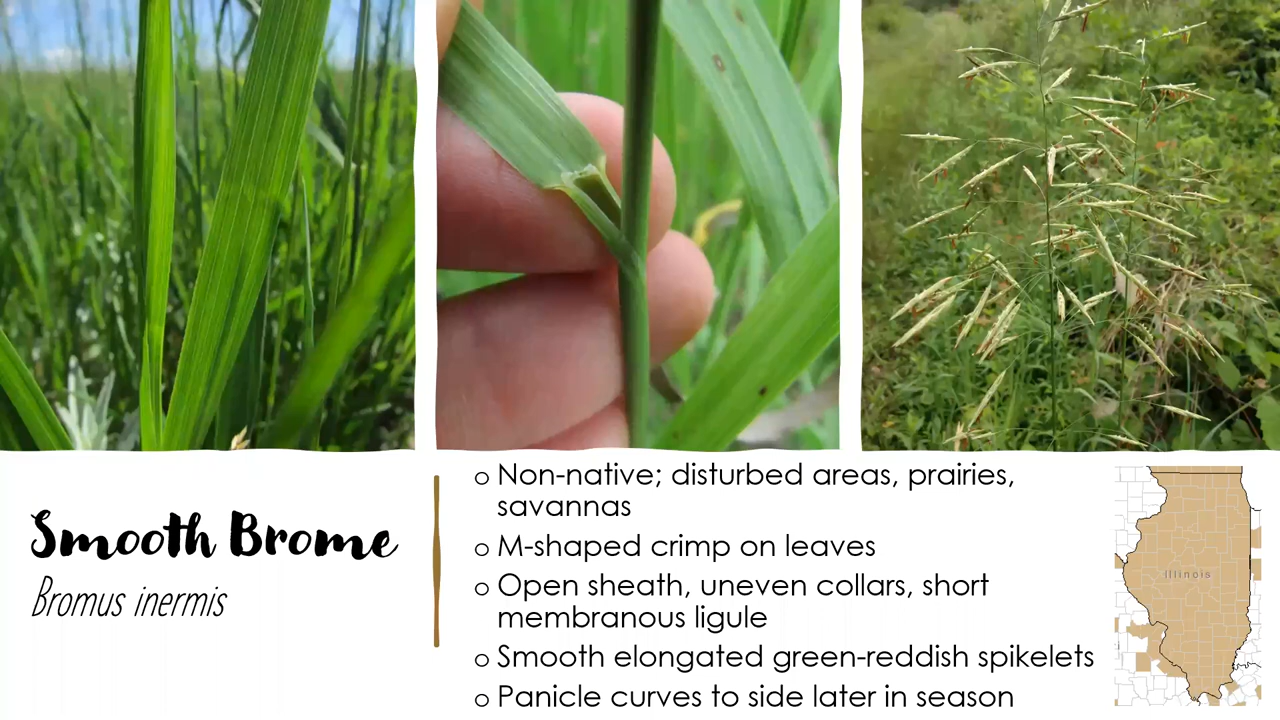 Smooth Brome
Bromus inermis
o Non-native; disturbed areas, prairies,
savannas
o M-shaped crimp on leaves
o Open sheath, uneven collars, short
membranous ligule
o Smooth elongated green-reddish spikelets
o Panicle curves to side later in season
Illinois